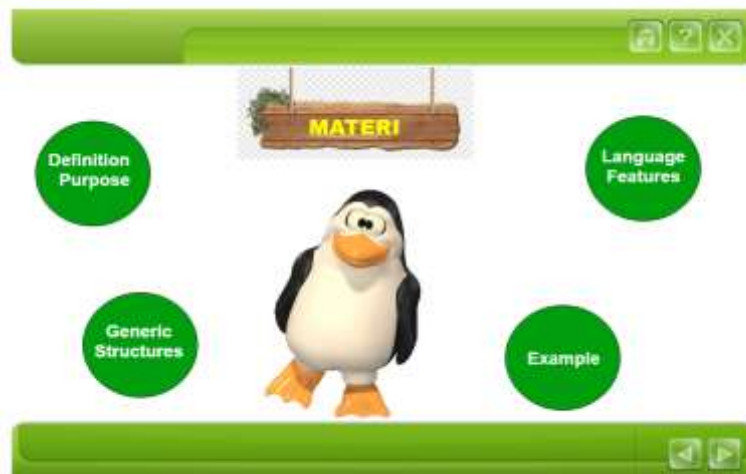 MATERI
Definition
Purpose
Language
Features
Generic
Structures
Example
?